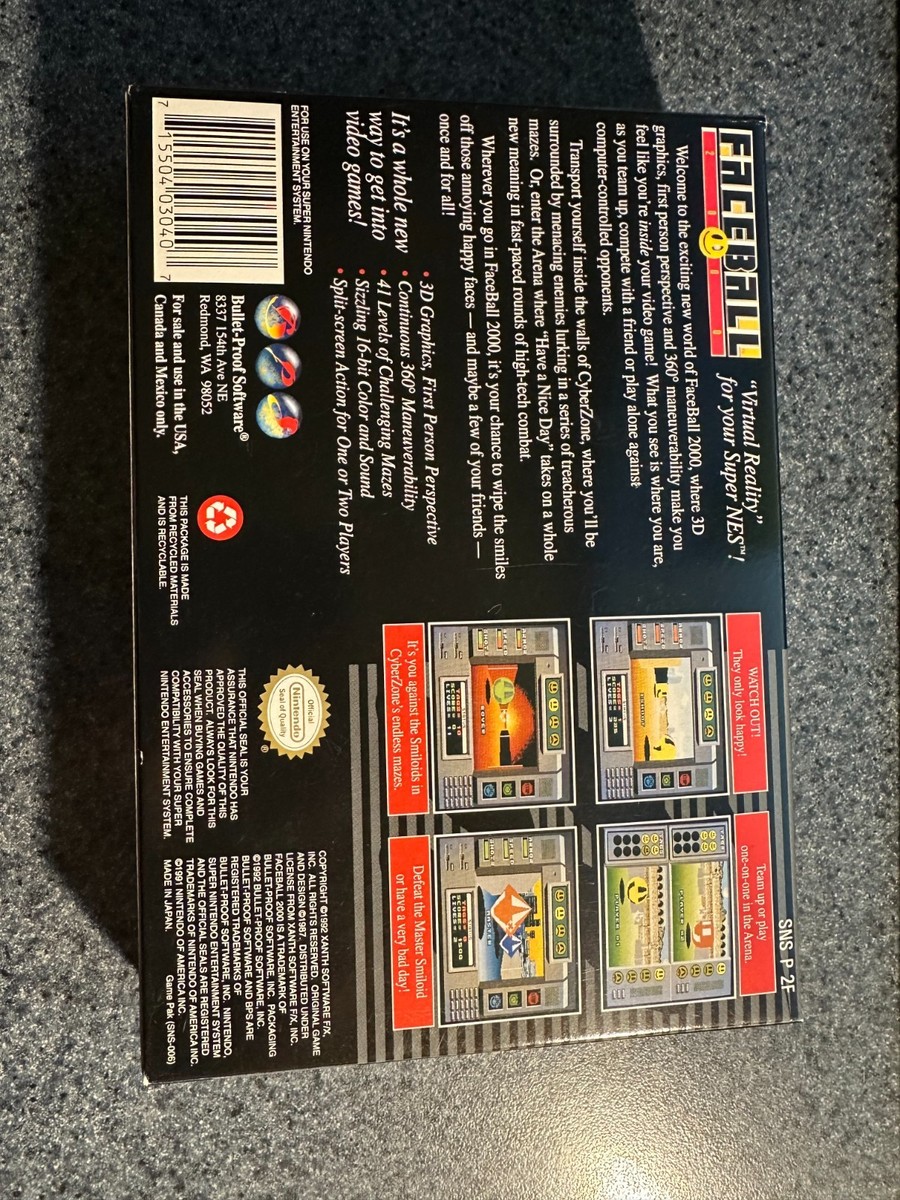 SNS-P-2F
FACEBALL
2000
"Virtual Reality"
for your Super NES™!
Welcome to the exciting new world of FaceBall 2000, where 3D
graphics, first person perspective and 360° maneuverability make you
feel like you're inside your video game! What you see is where you are,
as you team up, compete with a friend or play alone against
computer-controlled opponents.
Transport yourself inside the walls of CyberZone, where you'll be
surrounded by menacing enemies lurking in a series of treacherous
mazes. Or, enter the Arena where "Have a Nice Day" takes on a whole
new meaning in fast-paced rounds of high-tech combat.
Wherever you go in FaceBall 2000, it's your chance to wipe the smiles
off those annoying happy faces — and maybe a few of your friends —
once and for all!
It's a whole new
way to get into
video games!
• 3D Graphics, First Person Perspective
• Continuous 360° Maneuverability
• 41 Levels of Challenging Mazes
• Sizzling 16-bit Color and Sound
• Split-screen Action for One or Two Players
WATCH OUT!
They only look happy!
Team up or play
one-on-one in the Arena.
It's you against the Smiloids in
CyberZone's endless mazes.
Defeat the Master Smiloid
or have a very bad day!
FOR USE ON YOUR SUPER NINTENDO
ENTERTAINMENT SYSTEM.
7 15504 03040 7
Bullet-Proof Software®
8337 154th Ave NE
Redmond, WA 98052
For sale and use in the USA,
Canada and Mexico only.
THIS PACKAGE IS MADE
FROM RECYCLED MATERIALS
AND IS RECYCLABLE.
Official
Nintendo
Seal of Quality
®
THIS OFFICIAL SEAL IS YOUR
ASSURANCE THAT NINTENDO HAS
APPROVED THE QUALITY OF THIS
PRODUCT. ALWAYS LOOK FOR THIS
SEAL WHEN BUYING GAMES AND
ACCESSORIES TO ENSURE COMPLETE
COMPATIBILITY WITH YOUR SUPER
NINTENDO ENTERTAINMENT SYSTEM.
COPYRIGHT ©1992 XANTH SOFTWARE F/X,
INC. ALL RIGHTS RESERVED. ORIGINAL GAME
AND DESIGN ©1987. DISTRIBUTED UNDER
LICENSE FROM XANTH SOFTWARE F/X, INC.
FACEBALL 2000 IS A TRADEMARK OF
BULLET-PROOF SOFTWARE, INC. PACKAGING
©1992 BULLET-PROOF SOFTWARE, INC.
BULLET-PROOF SOFTWARE AND BPS ARE
REGISTERED TRADEMARKS OF
BULLET-PROOF SOFTWARE, INC. NINTENDO,
SUPER NINTENDO ENTERTAINMENT SYSTEM
AND THE OFFICIAL SEALS ARE REGISTERED
TRADEMARKS OF NINTENDO OF AMERICA INC.
©1991 NINTENDO OF AMERICA INC.
MADE IN JAPAN.
Game Pak (SNS-006)